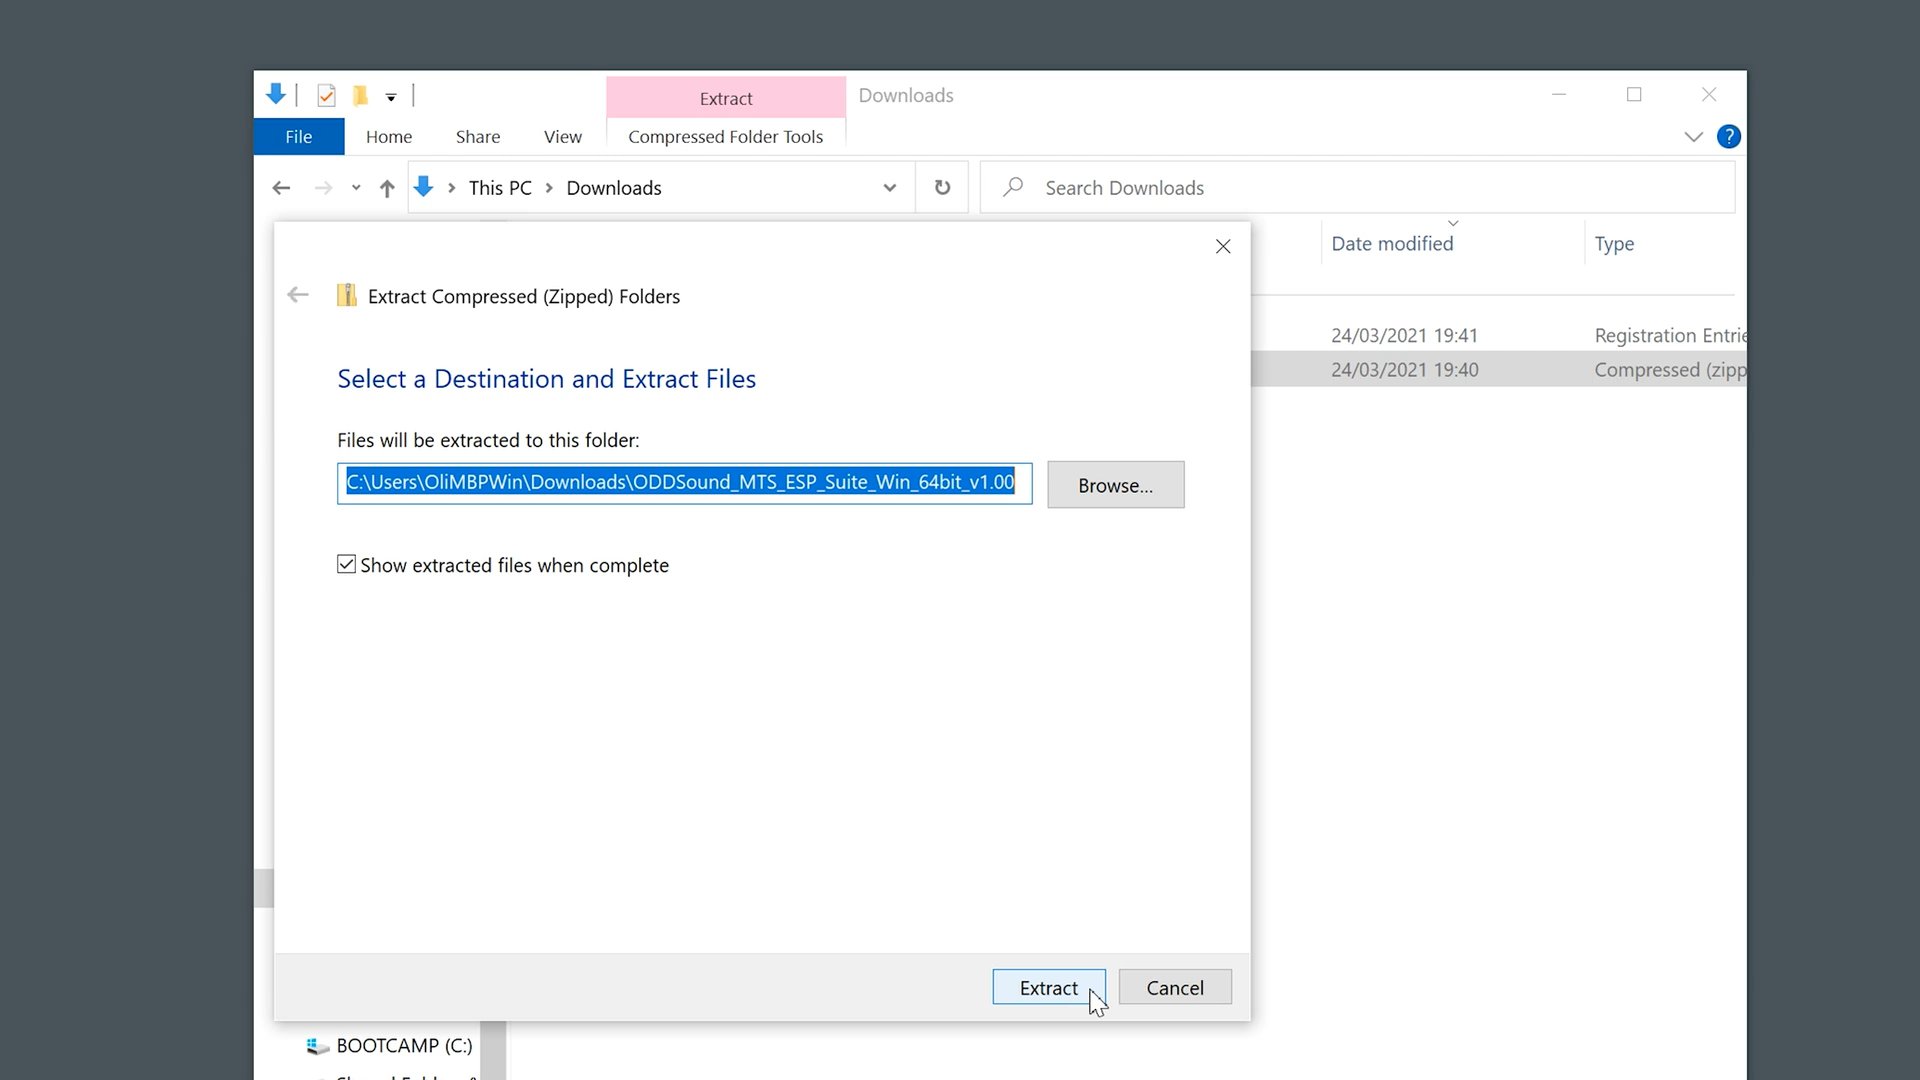 Extract
Downloads
File
Home
Share
View
Compressed Folder Tools
?
This PC
Downloads
Search Downloads
Date modified
Type
Extract Compressed (Zipped) Folders
24/03/2021 19:41
Registration Entrie
24/03/2021 19:40
Compressed (zipp
Select a Destination and Extract Files
Files will be extracted to this folder:
C:\Users\OliMBPWin\Downloads\ODDSound_MTS_ESP_Suite_Win_64bit_v1.00
Browse...
Show extracted files when complete
Extract
Cancel
BOOTCAMP (C:)